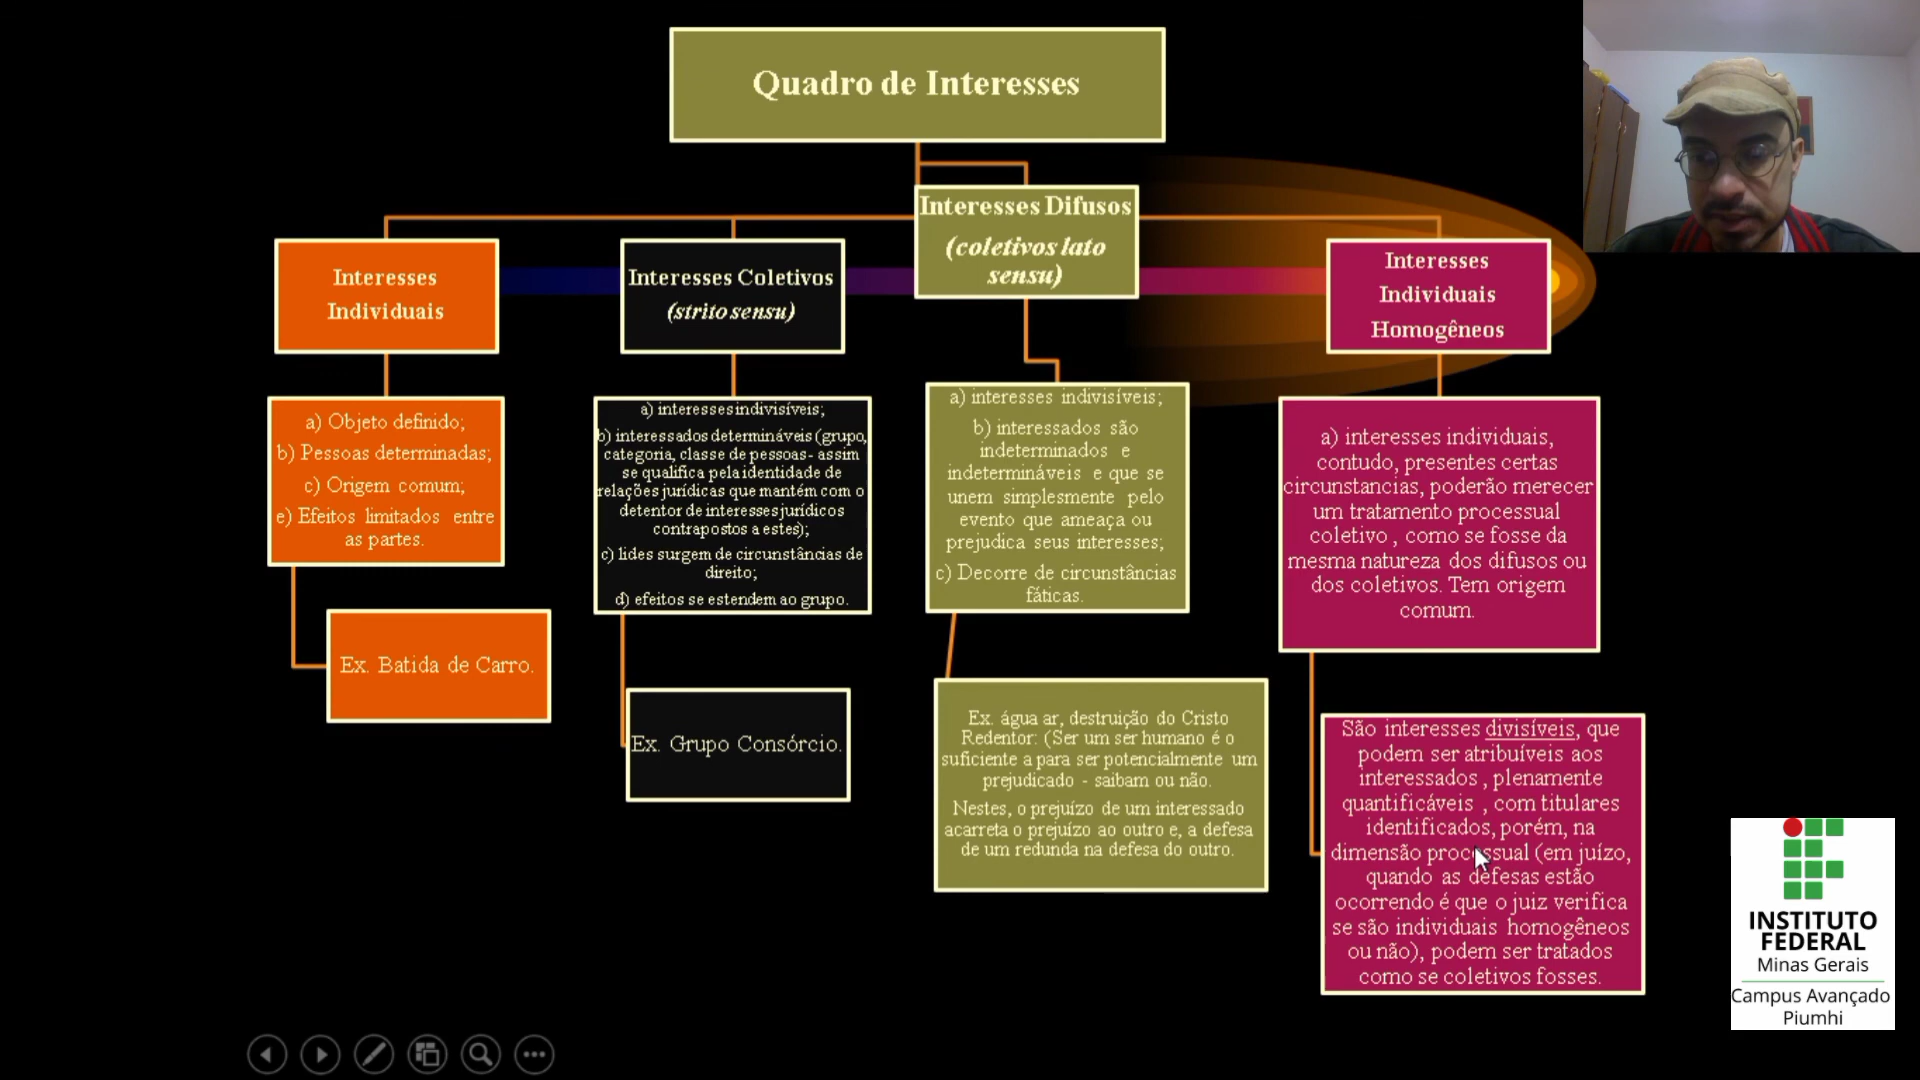 Quadro de Interesses
Interesses
Individuais
a) Objeto definido;
b) Pessoas determinadas;
c) Origem comum;
e) Efeitos limitados entre
as partes.
Ex. Batida de Carro.
Interesses Coletivos
(strito sensu)
a) interesses indivisíveis;
b) interessados determináveis (grupo,
categoria, classe de pessoas- assim
se qualifica pela identidade de
relações jurídicas que mantém com o
detentor de interesses jurídicos
contrapostos a estes);
c) lides surgem de circunstâncias de
direito;
d) efeitos se estendem ao grupo.
Ex. Grupo Consórcio.
Interesses Difusos
(coletivos lato
sensu)
a) interesses indivisíveis;
b) interessados são
indeterminados e
indetermináveis e que se
unem simplesmente pelo
evento que ameaça ou
prejudica seus interesses;
c) Decorre de circunstâncias
fáticas.
Ex. água ar, destruição do Cristo
Redentor: (Ser um ser humano é o
suficiente a para ser potencialmente um
prejudicado - saibam ou não.
Nestes, o prejuízo de um interessado
acarreta o prejuízo ao outro e, a defesa
de um redunda na defesa do outro.
Interesses
Individuais
Homogêneos
a) interesses individuais,
contudo, presentes certas
circunstancias, poderão merecer
um tratamento processual
coletivo , como se fosse da
mesma natureza dos difusos ou
dos coletivos. Tem origem
comum.
São interesses divisíveis, que
podem ser atribuíveis aos
interessados , plenamente
quantificáveis , com titulares
identificados, porém, na
dimensão processual (em juízo,
quando as defesas estão
ocorrendo é que o juiz verifica
se são individuais homogêneos
ou não), podem ser tratados
como se coletivos fosses.
INSTITUTO
FEDERAL
Minas Gerais
Campus Avançado
Piumhi